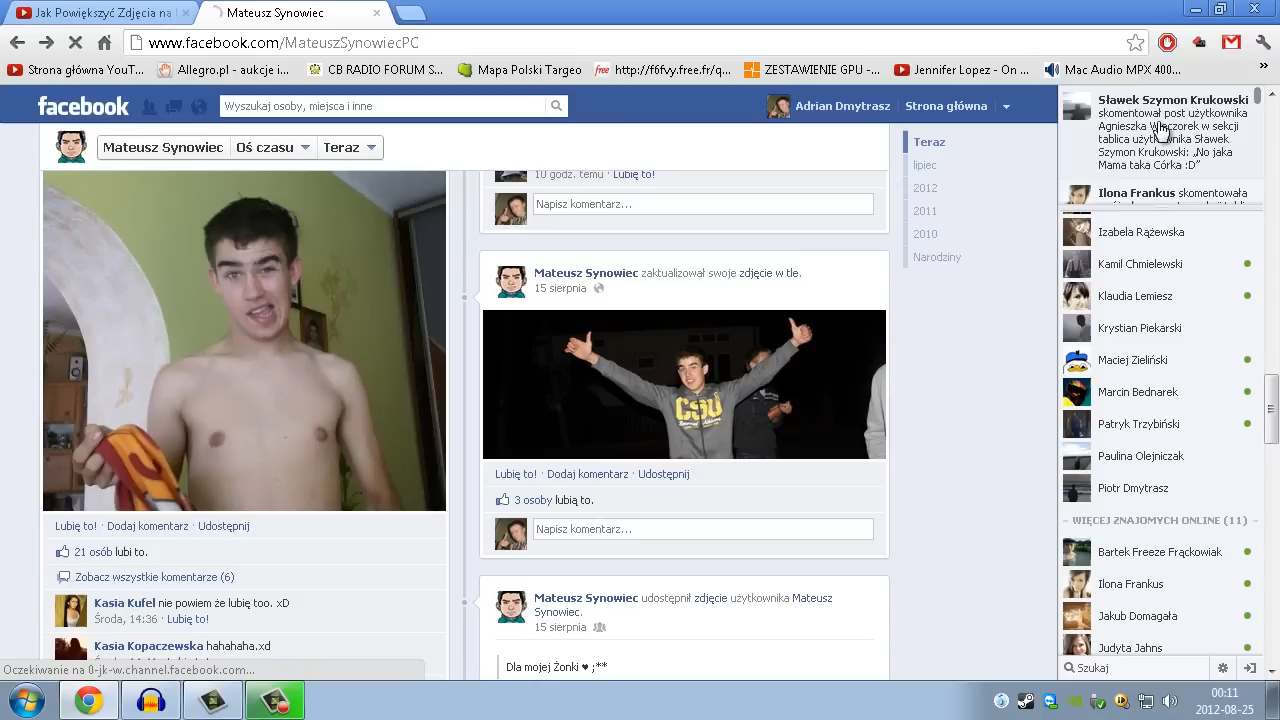 Jak Powiększyć Zdjęcia na
Mateusz Synowiec
www.facebook.com/MateuszSynowiecPC
Strona główna YouT...
Allegro.pl - aukcje i...
CB RADIO FORUM S...
Mapa Polski Targeo
free
http://f6fvy.free.fr/q...
ZESTAWIENIE GPU -...
Jennifer Lopez - On ...
Mac Audio MPX 400...
facebook
Wyszukaj osoby, miejsca i inne
Adrian Dmytrasz
Strona główna
Mateusz Synowiec
Oś czasu
Teraz
10 godz. temu · Lubię to!
Napisz komentarz...
Mateusz Synowiec zaktualizował swoje zdjęcie w tle.
15 sierpnia
CSU
Lubię to! · Dodaj komentarz · Udostępnij
3 osoby lubią to.
Napisz komentarz...
Mateusz Synowiec udostępnił zdjęcie użytkownika Mateusz
Synowiec.
15 sierpnia
Dla mojej Żonki ♥ ;**
Lubię to! · Dodaj komentarz · Udostępnij
21 osób lubi to.
Zobacz wszystkie komentarze (6)
Kasia Kufel nie powiem że lubię too. xD
Środa, 14:36 · Lubię to!
Kasia Kopaczewska hahahaha.xd
Oczekiwanie na 0-jk-w.channel.facebook.com...
Teraz
lipiec
2012
2011
2010
Narodziny
Sławek Szymon Krukowski
skomentował post użytkownika
Agnieszka w sekcji
tablica
Szymon Krukowski: „No jaka
Mama taka Córka :D”
Ilona Frankus skomentowała
Izabela Rążewska
Kamil Chmielewski
Klaudia Lemiesz
Krystian Piekarski
Maciej Zieliński
Marcin Bednarek
Patryk Trzybiński
Paulina Olejniczak
Piotr Dmytrasz
WIĘCEJ ZNAJOMYCH ONLINE (11)
Bartek Freeze
Ilona Frankus
Jakub Domagała
Judyta Jahns
Szukaj
00:11
2012-08-25